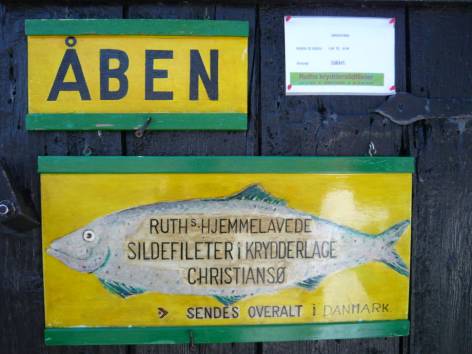 ÅBEN
Ruths kryddersildfileter
RUTHS HJEMMELAVEDE
SILDEFILETER i KRYDDERLAGE
CHRISTIANSØ
> SENDES OVERALT i DANMARK